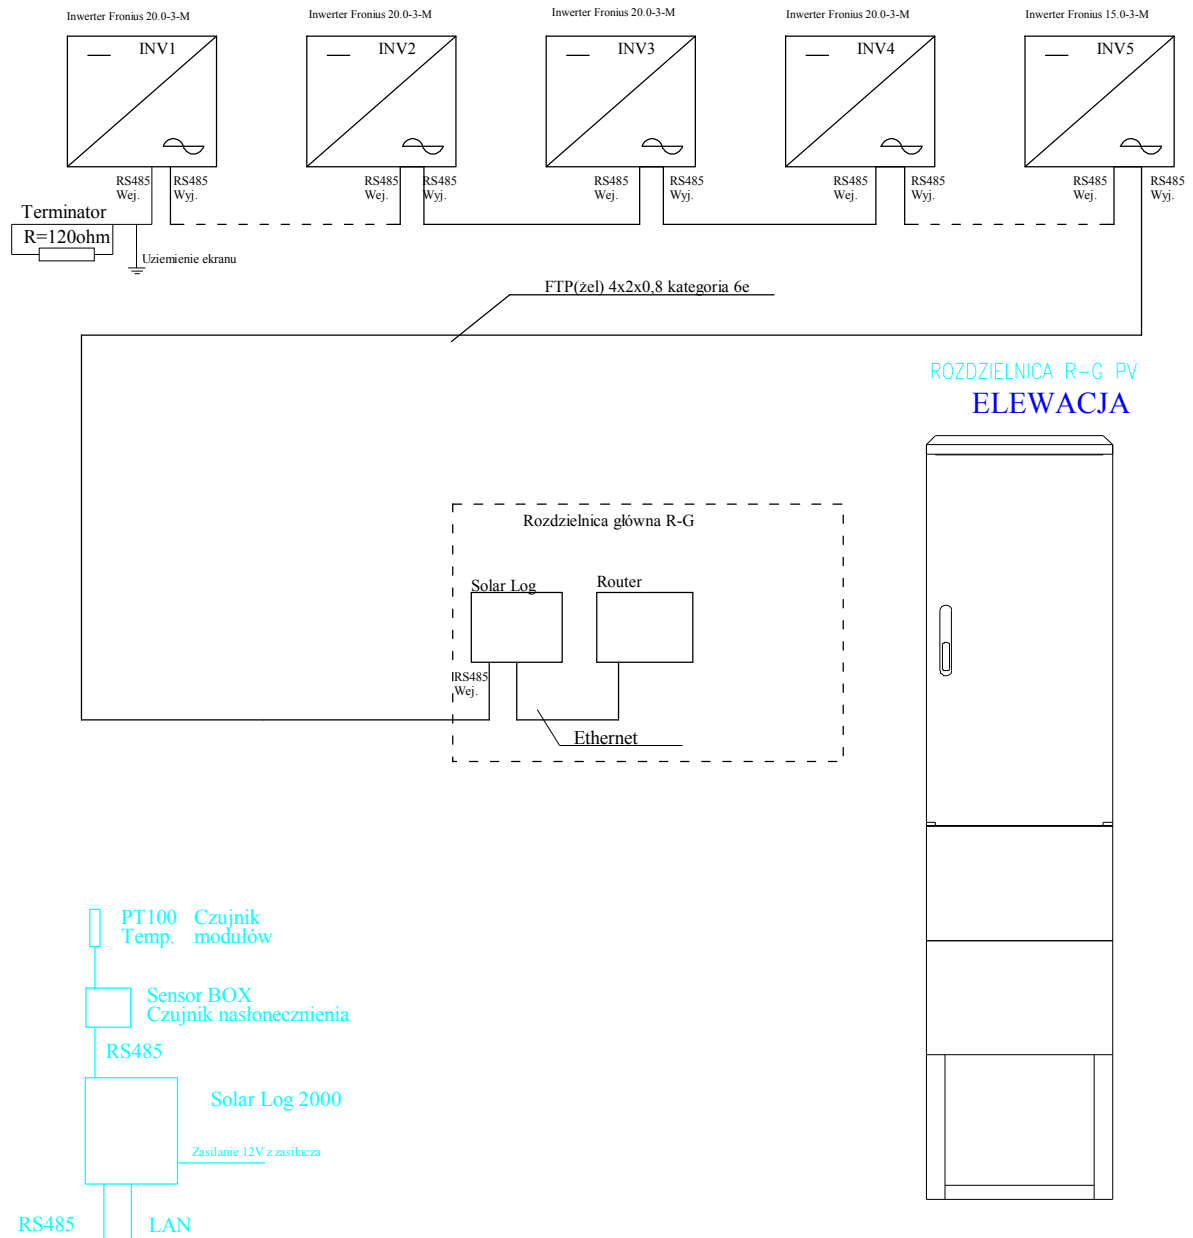 Inwerter Fronius 20.0-3-M
Inwerter Fronius 20.0-3-M
Inwerter Fronius 20.0-3-M
Inwerter Fronius 20.0-3-M
Inwerter Fronius 15.0-3-M
INV1
INV2
INV3
INV4
INV5
RS485
Wej.
RS485
Wyj.
RS485
Wej.
RS485
Wyj.
RS485
Wej.
RS485
Wyj.
RS485
Wej.
RS485
Wyj.
RS485
Wej.
RS485
Wyj.
Terminator
R=120ohm
Uziemienie ekranu
FTP(żel) 4x2x0,8 kategoria 6e
ROZDZIELNICA R-G PV
ELEWACJA
Rozdzielnica główna R-G
Solar Log
Router
RS485
Wej.
Ethernet
PT100 Czujnik
Temp. modułów
Sensor BOX
Czujnik nasłonecznienia
RS485
Solar Log 2000
Zasilanie 12V z zasilacza
RS485
LAN